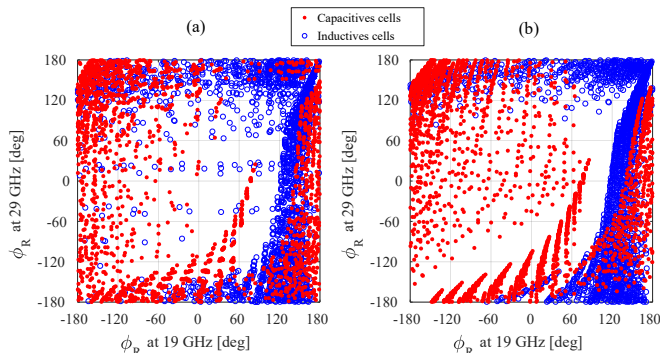 (a)
Capacitives cells
Inductives cells
(b)
180
120
60
0
-60
-120
-180
ϕR at 29 GHz [deg]
-180 -120 -60 0 60 120 180
ϕR at 19 GHz [deg]
180
120
60
0
-60
-120
-180
ϕR at 29 GHz [deg]
-180 -120 -60 0 60 120 180
ϕR at 19 GHz [deg]